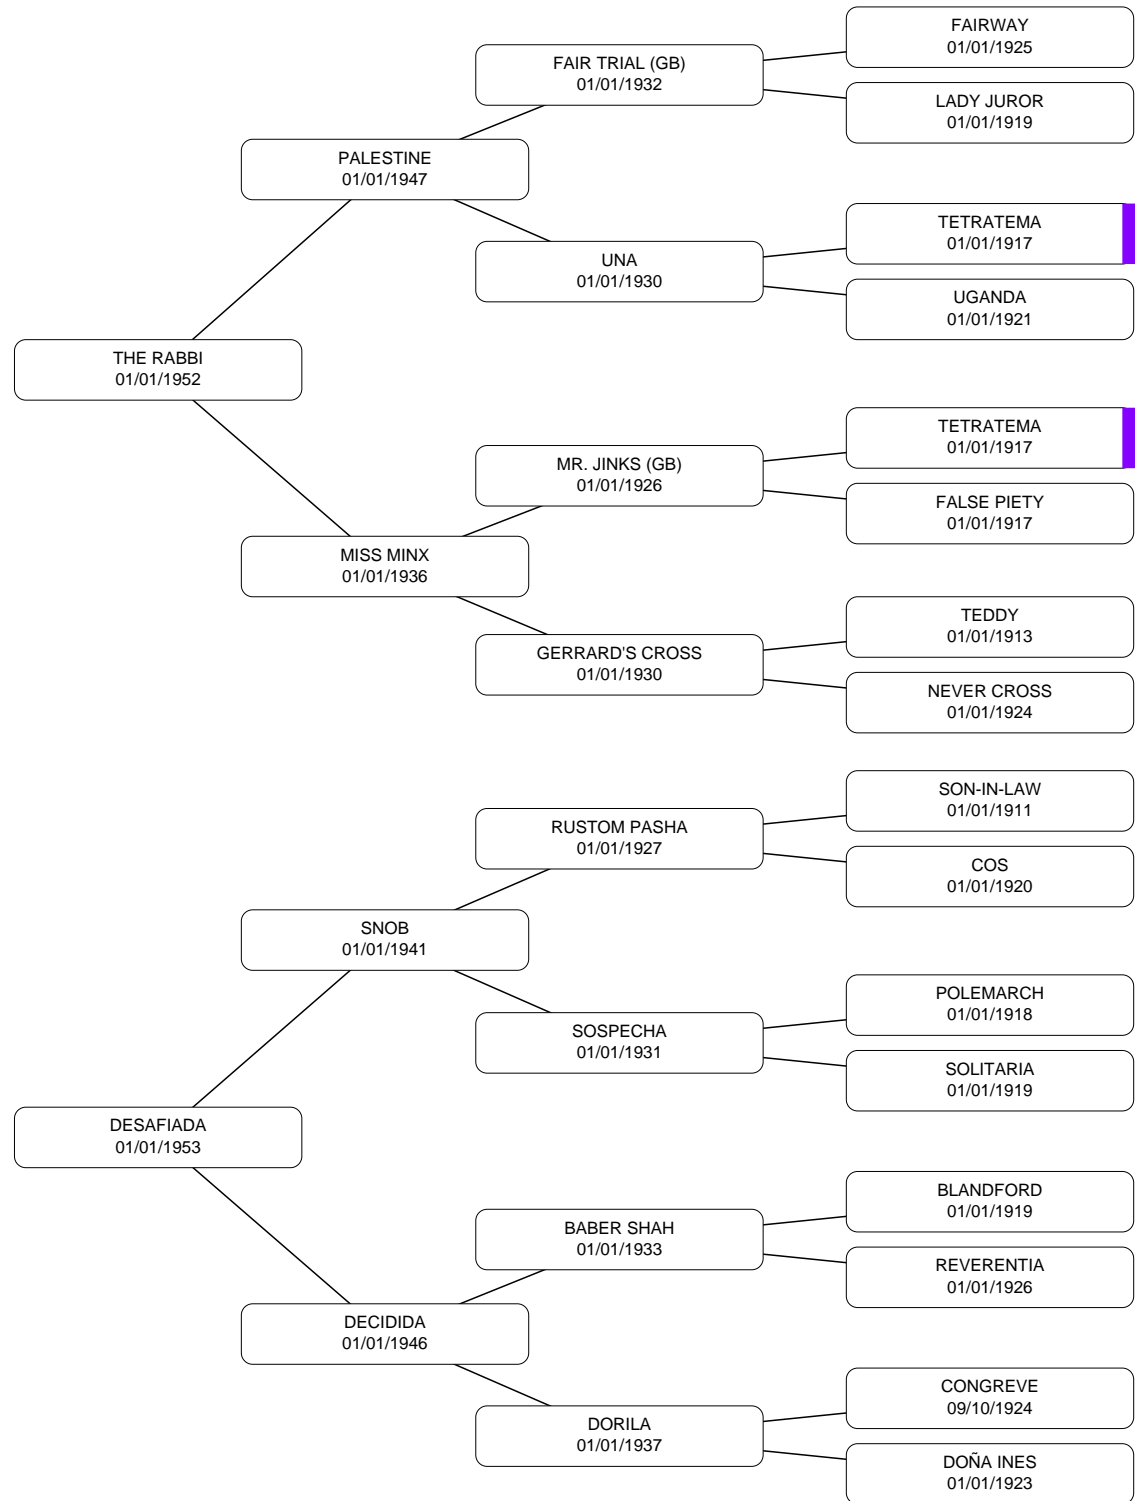 FAIRWAY
01/01/1925
FAIR TRIAL (GB)
01/01/1932
LADY JUROR
01/01/1919
PALESTINE
01/01/1947
TETRATEMA
01/01/1917
UNA
01/01/1930
UGANDA
01/01/1921
THE RABBI
01/01/1952
TETRATEMA
01/01/1917
MR. JINKS (GB)
01/01/1926
FALSE PIETY
01/01/1917
MISS MINX
01/01/1936
TEDDY
01/01/1913
GERRARD'S CROSS
01/01/1930
NEVER CROSS
01/01/1924
SON-IN-LAW
01/01/1911
RUSTOM PASHA
01/01/1927
COS
01/01/1920
SNOB
01/01/1941
POLEMARCH
01/01/1918
SOSPECHA
01/01/1931
SOLITARIA
01/01/1919
DESAFIADA
01/01/1953
BLANDFORD
01/01/1919
BABER SHAH
01/01/1933
REVERENTIA
01/01/1926
DECIDIDA
01/01/1946
CONGREVE
09/10/1924
DORILA
01/01/1937
DOÑA INES
01/01/1923